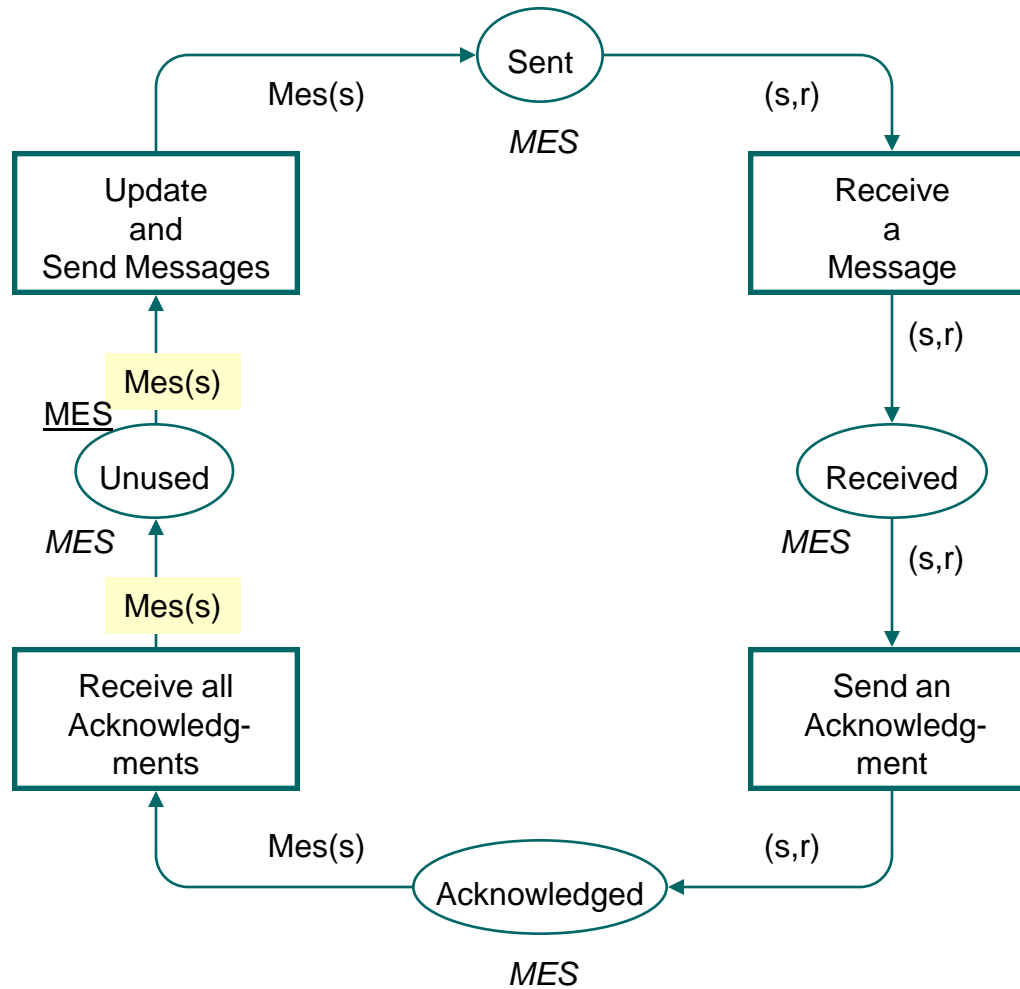 Sent
Mes(s)
(s,r)
MES
Update
and
Send Messages
Receive
a
Message
(s,r)
Mes(s)
MES
Unused
Received
MES
MES
(s,r)
Mes(s)
Receive all
Acknowledg-
ments
Send an
Acknowledg-
ment
Mes(s)
(s,r)
Acknowledged
MES